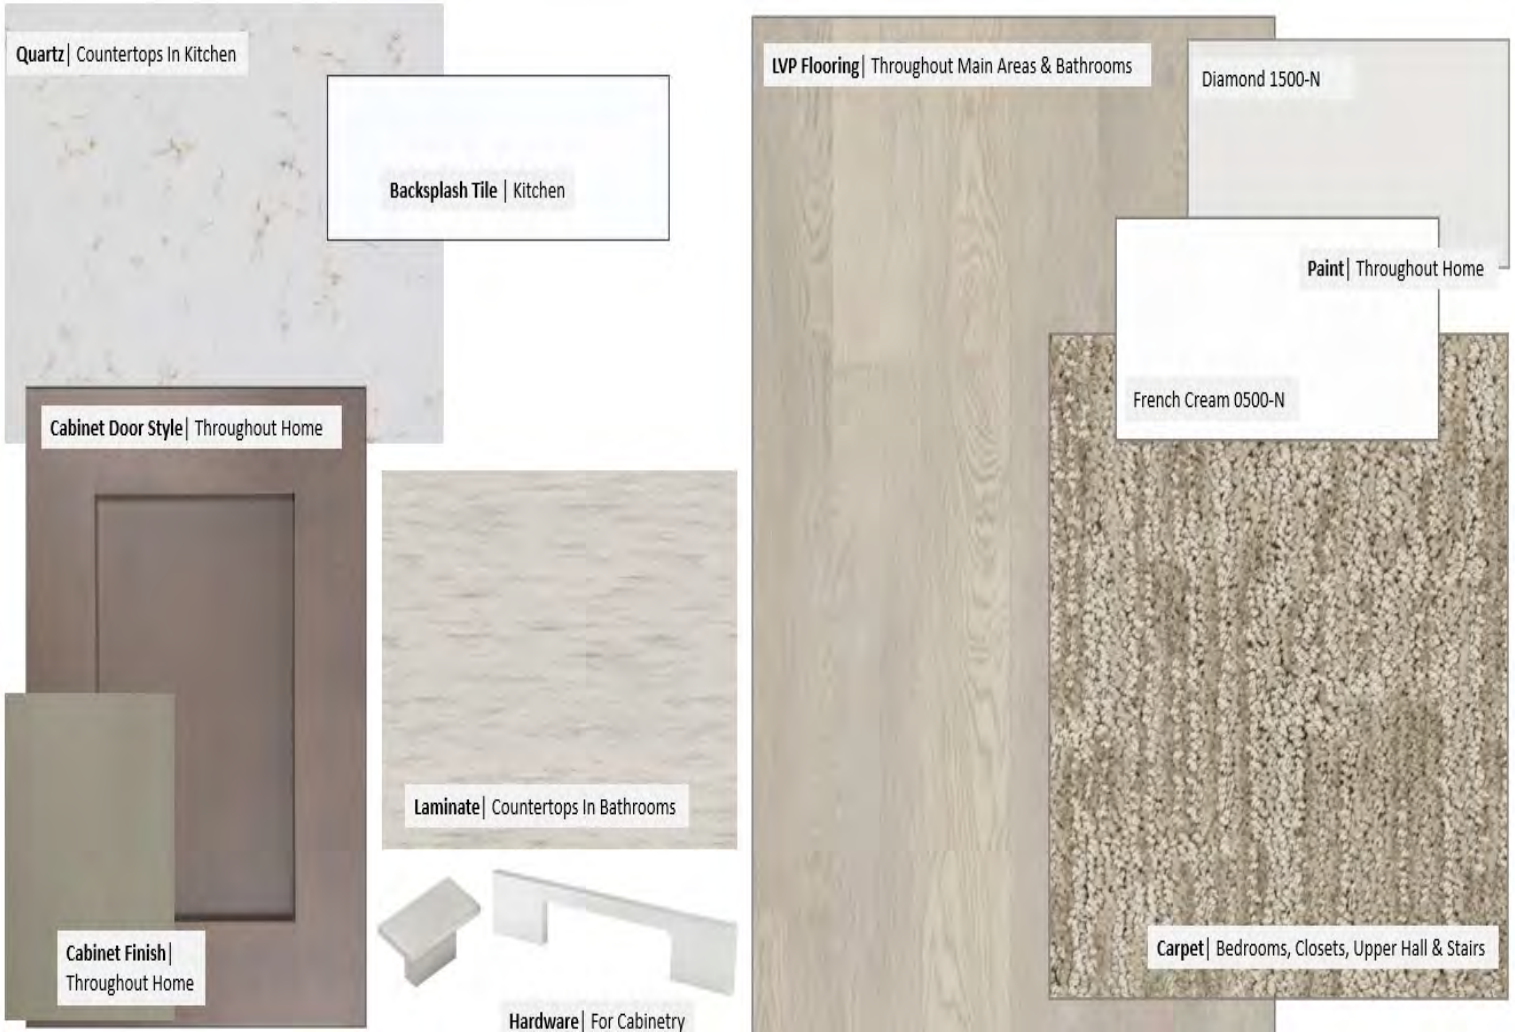 Quartz| Countertops In Kitchen
Backsplash Tile | Kitchen
Cabinet Door Style| Throughout Home
Laminate| Countertops In Bathrooms
Cabinet Finish|
Throughout Home
Hardware| For Cabinetry
LVP Flooring| Throughout Main Areas & Bathrooms
Diamond 1500-N
Paint| Throughout Home
French Cream 0500-N
Carpet| Bedrooms, Closets, Upper Hall & Stairs